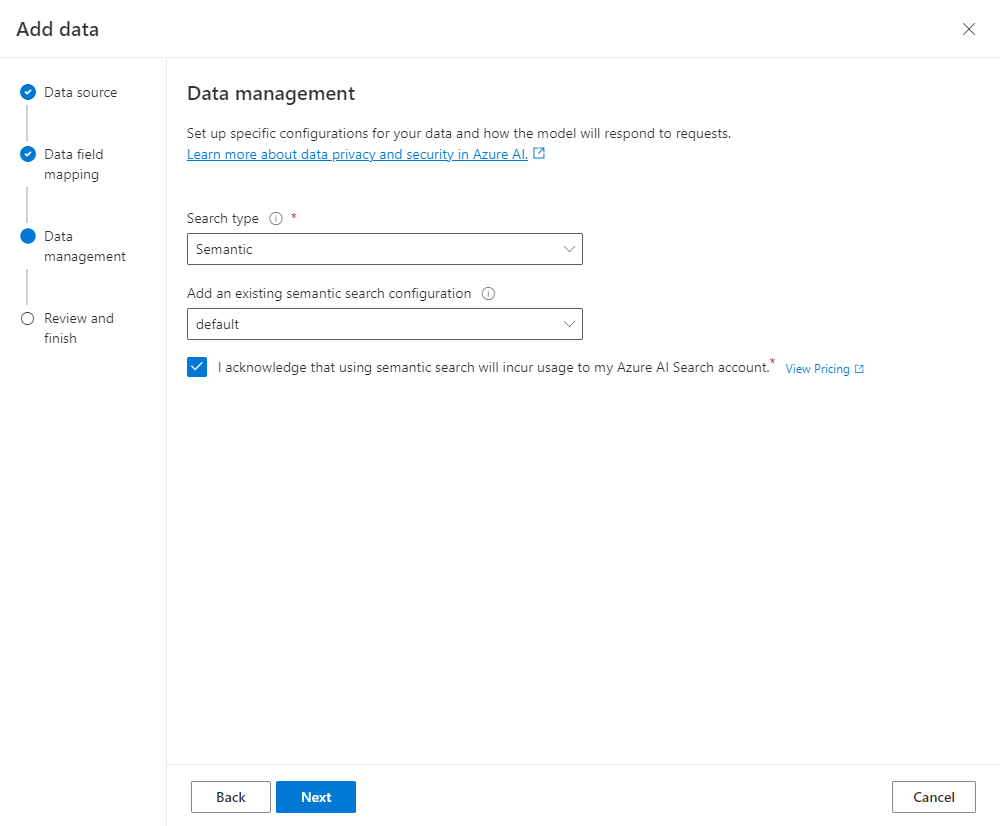 Add data
Data source
Data field
mapping
Data
management
Review and
finish
Data management
Set up specific configurations for your data and how the model will respond to requests.
Learn more about data privacy and security in Azure AI.
Search type *
Semantic
Add an existing semantic search configuration
default
I acknowledge that using semantic search will incur usage to my Azure AI Search account.* View Pricing
Back Next Cancel